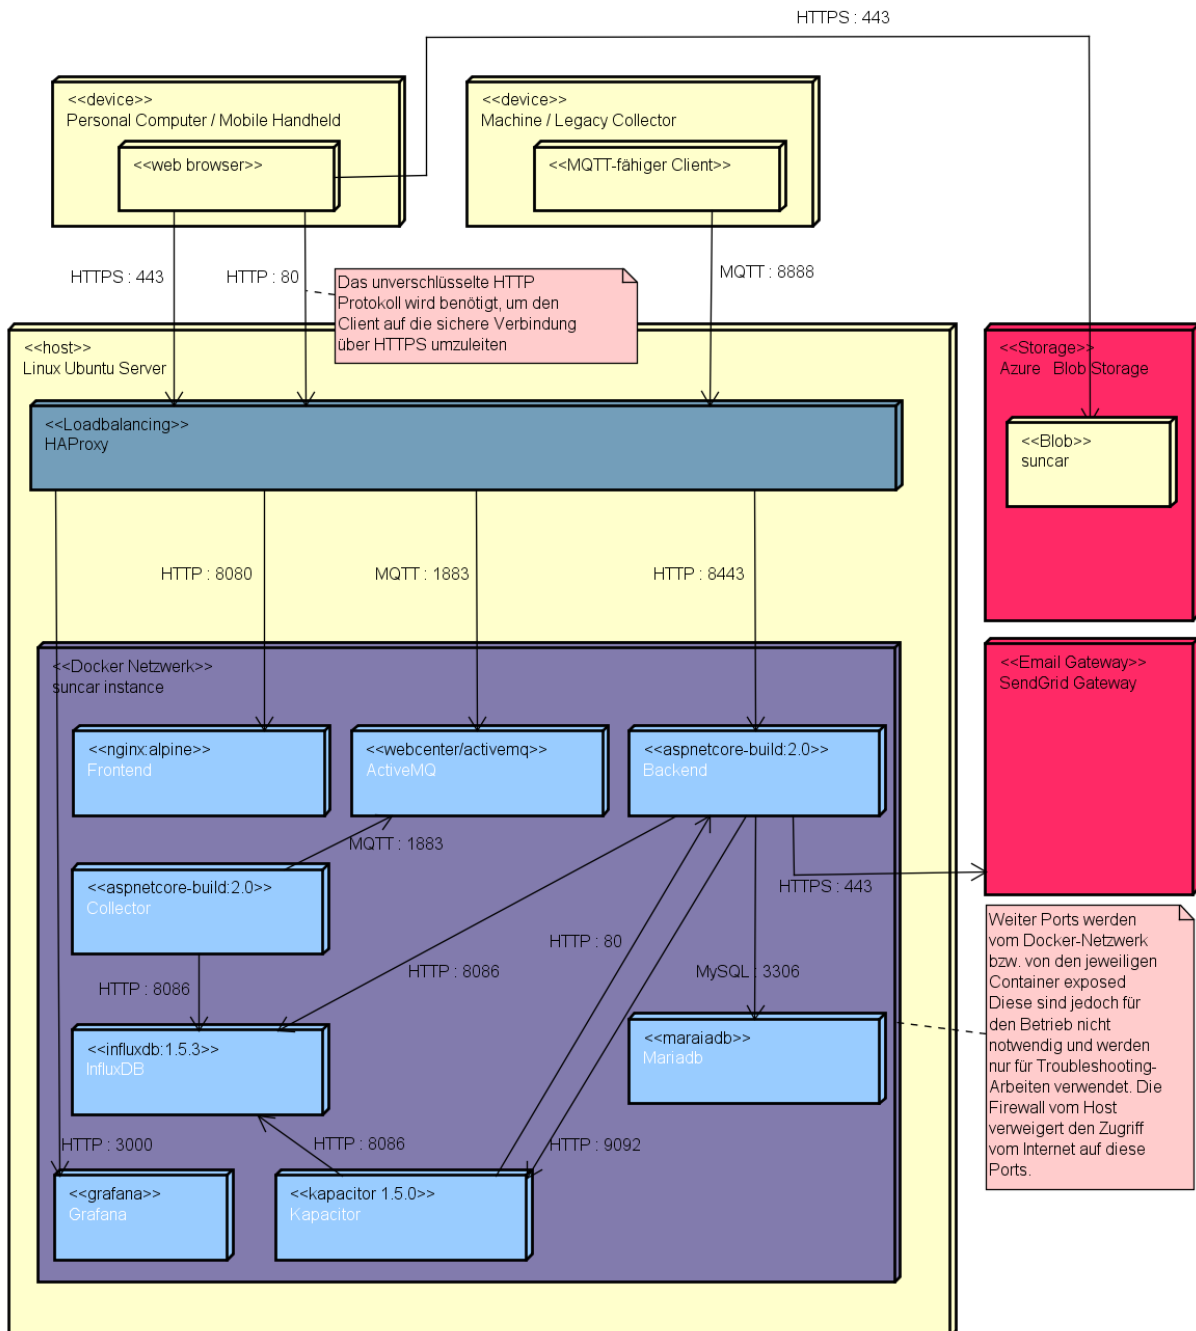 HTTPS : 443
<<device>>
Personal Computer / Mobile Handheld
<<web browser>>
<<device>>
Machine / Legacy Collector
<<MQTT-fähiger Client>>
HTTPS : 443
HTTP : 80
MQTT : 8888
Das unverschlüsselte HTTP
Protokoll wird benötigt, um den
Client auf die sichere Verbindung
über HTTPS umzuleiten
<<host>>
Linux Ubuntu Server
<<Storage>>
Azure   Blob Storage
<<Loadbalancing>>
HAProxy
<<Blob>>
suncar
HTTP : 8080
MQTT : 1883
HTTP : 8443
<<Docker Netzwerk>>
suncar instance
<<Email Gateway>>
SendGrid Gateway
<<nginx:alpine>>
Frontend
<<webcenter/activemq>>
ActiveMQ
<<aspnetcore-build:2.0>>
Backend
MQTT : 1883
<<aspnetcore-build:2.0>>
Collector
HTTPS : 443
HTTP : 80
HTTP : 8086
HTTP : 8086
MySQL : 3306
Weiter Ports werden
vom Docker-Netzwerk
bzw. von den jeweiligen
Container exposed
Diese sind jedoch für
den Betrieb nicht
notwendig und werden
nur für Troubleshooting-
Arbeiten verwendet. Die
Firewall vom Host
verweigert den Zugriff
vom Internet auf diese
Ports.
<<influxdb:1.5.3>>
InfluxDB
<<maraiadb>>
Mariadb
HTTP : 3000
HTTP : 8086
HTTP : 9092
<<grafana>>
Grafana
<<kapacitor 1.5.0>>
Kapacitor